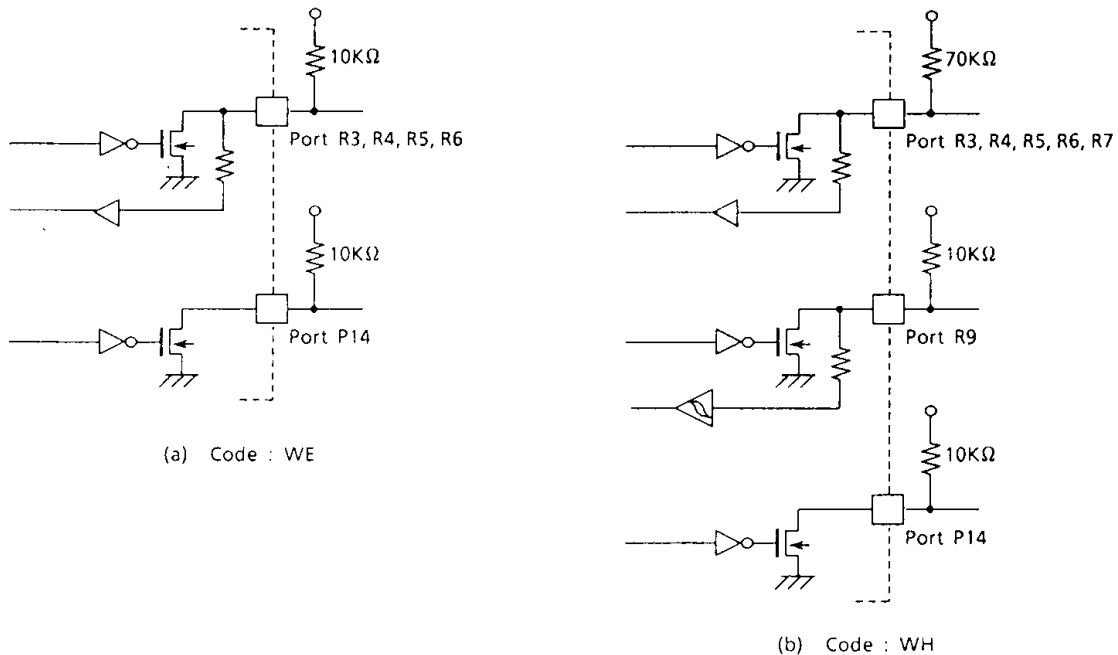 10KΩ
Port R3, R4, R5, R6
10KΩ
Port P14
(a) Code : WE
70KΩ
Port R3, R4, R5, R6, R7
10KΩ
Port R9
10KΩ
Port P14
(b) Code : WH